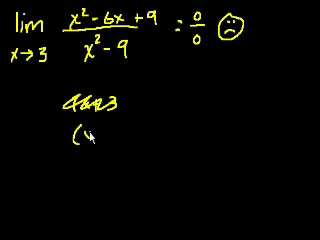 lim x→3 (x² - 6x + 9)/(x² - 9) = 0/0 ☹
(x